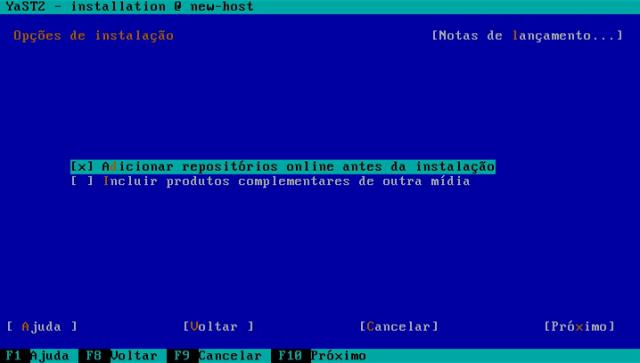 YaST2 - installation @ new-host
Opções de instalação [Notas de lançamento...]
[x] Adicionar repositórios online antes da instalação
[ ] Incluir produtos complementares de outra mídia
[ Ajuda ] [Voltar ] [Cancelar] [Próximo]
F1 Ajuda F8 Voltar F9 Cancelar F10 Próximo